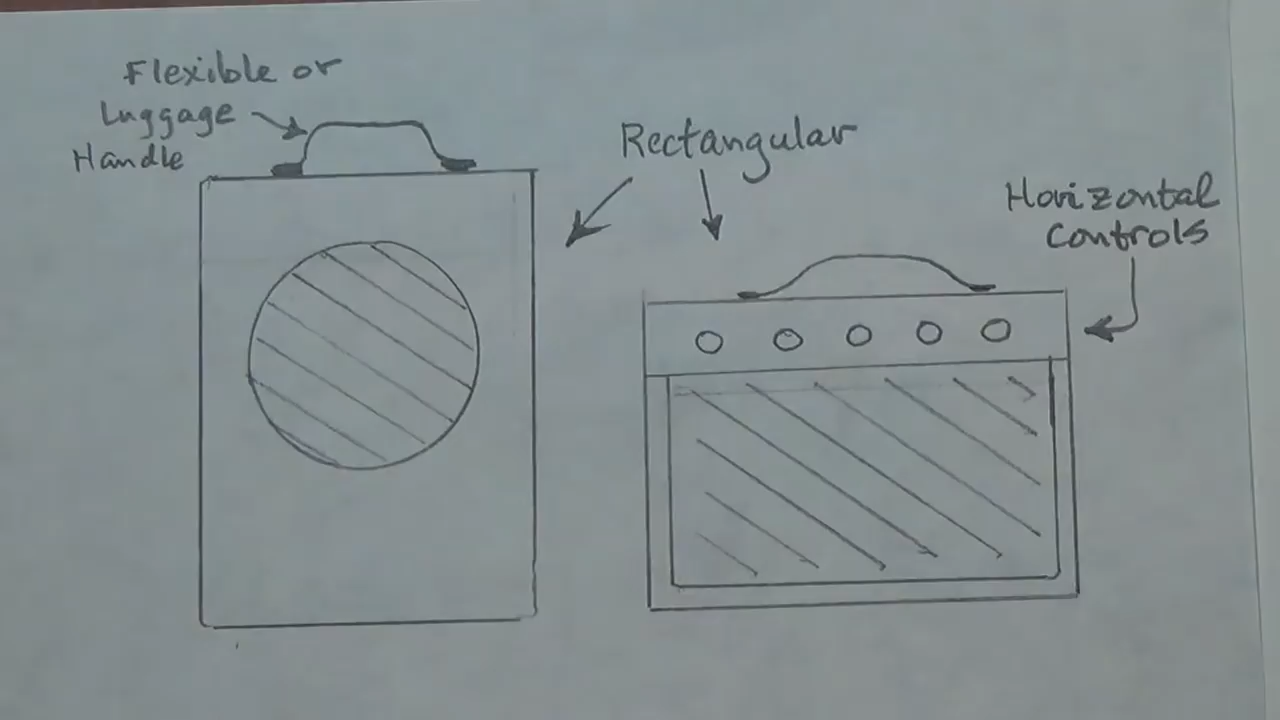 Flexible or
Luggage
Handle
Rectangular
Horizontal
Controls